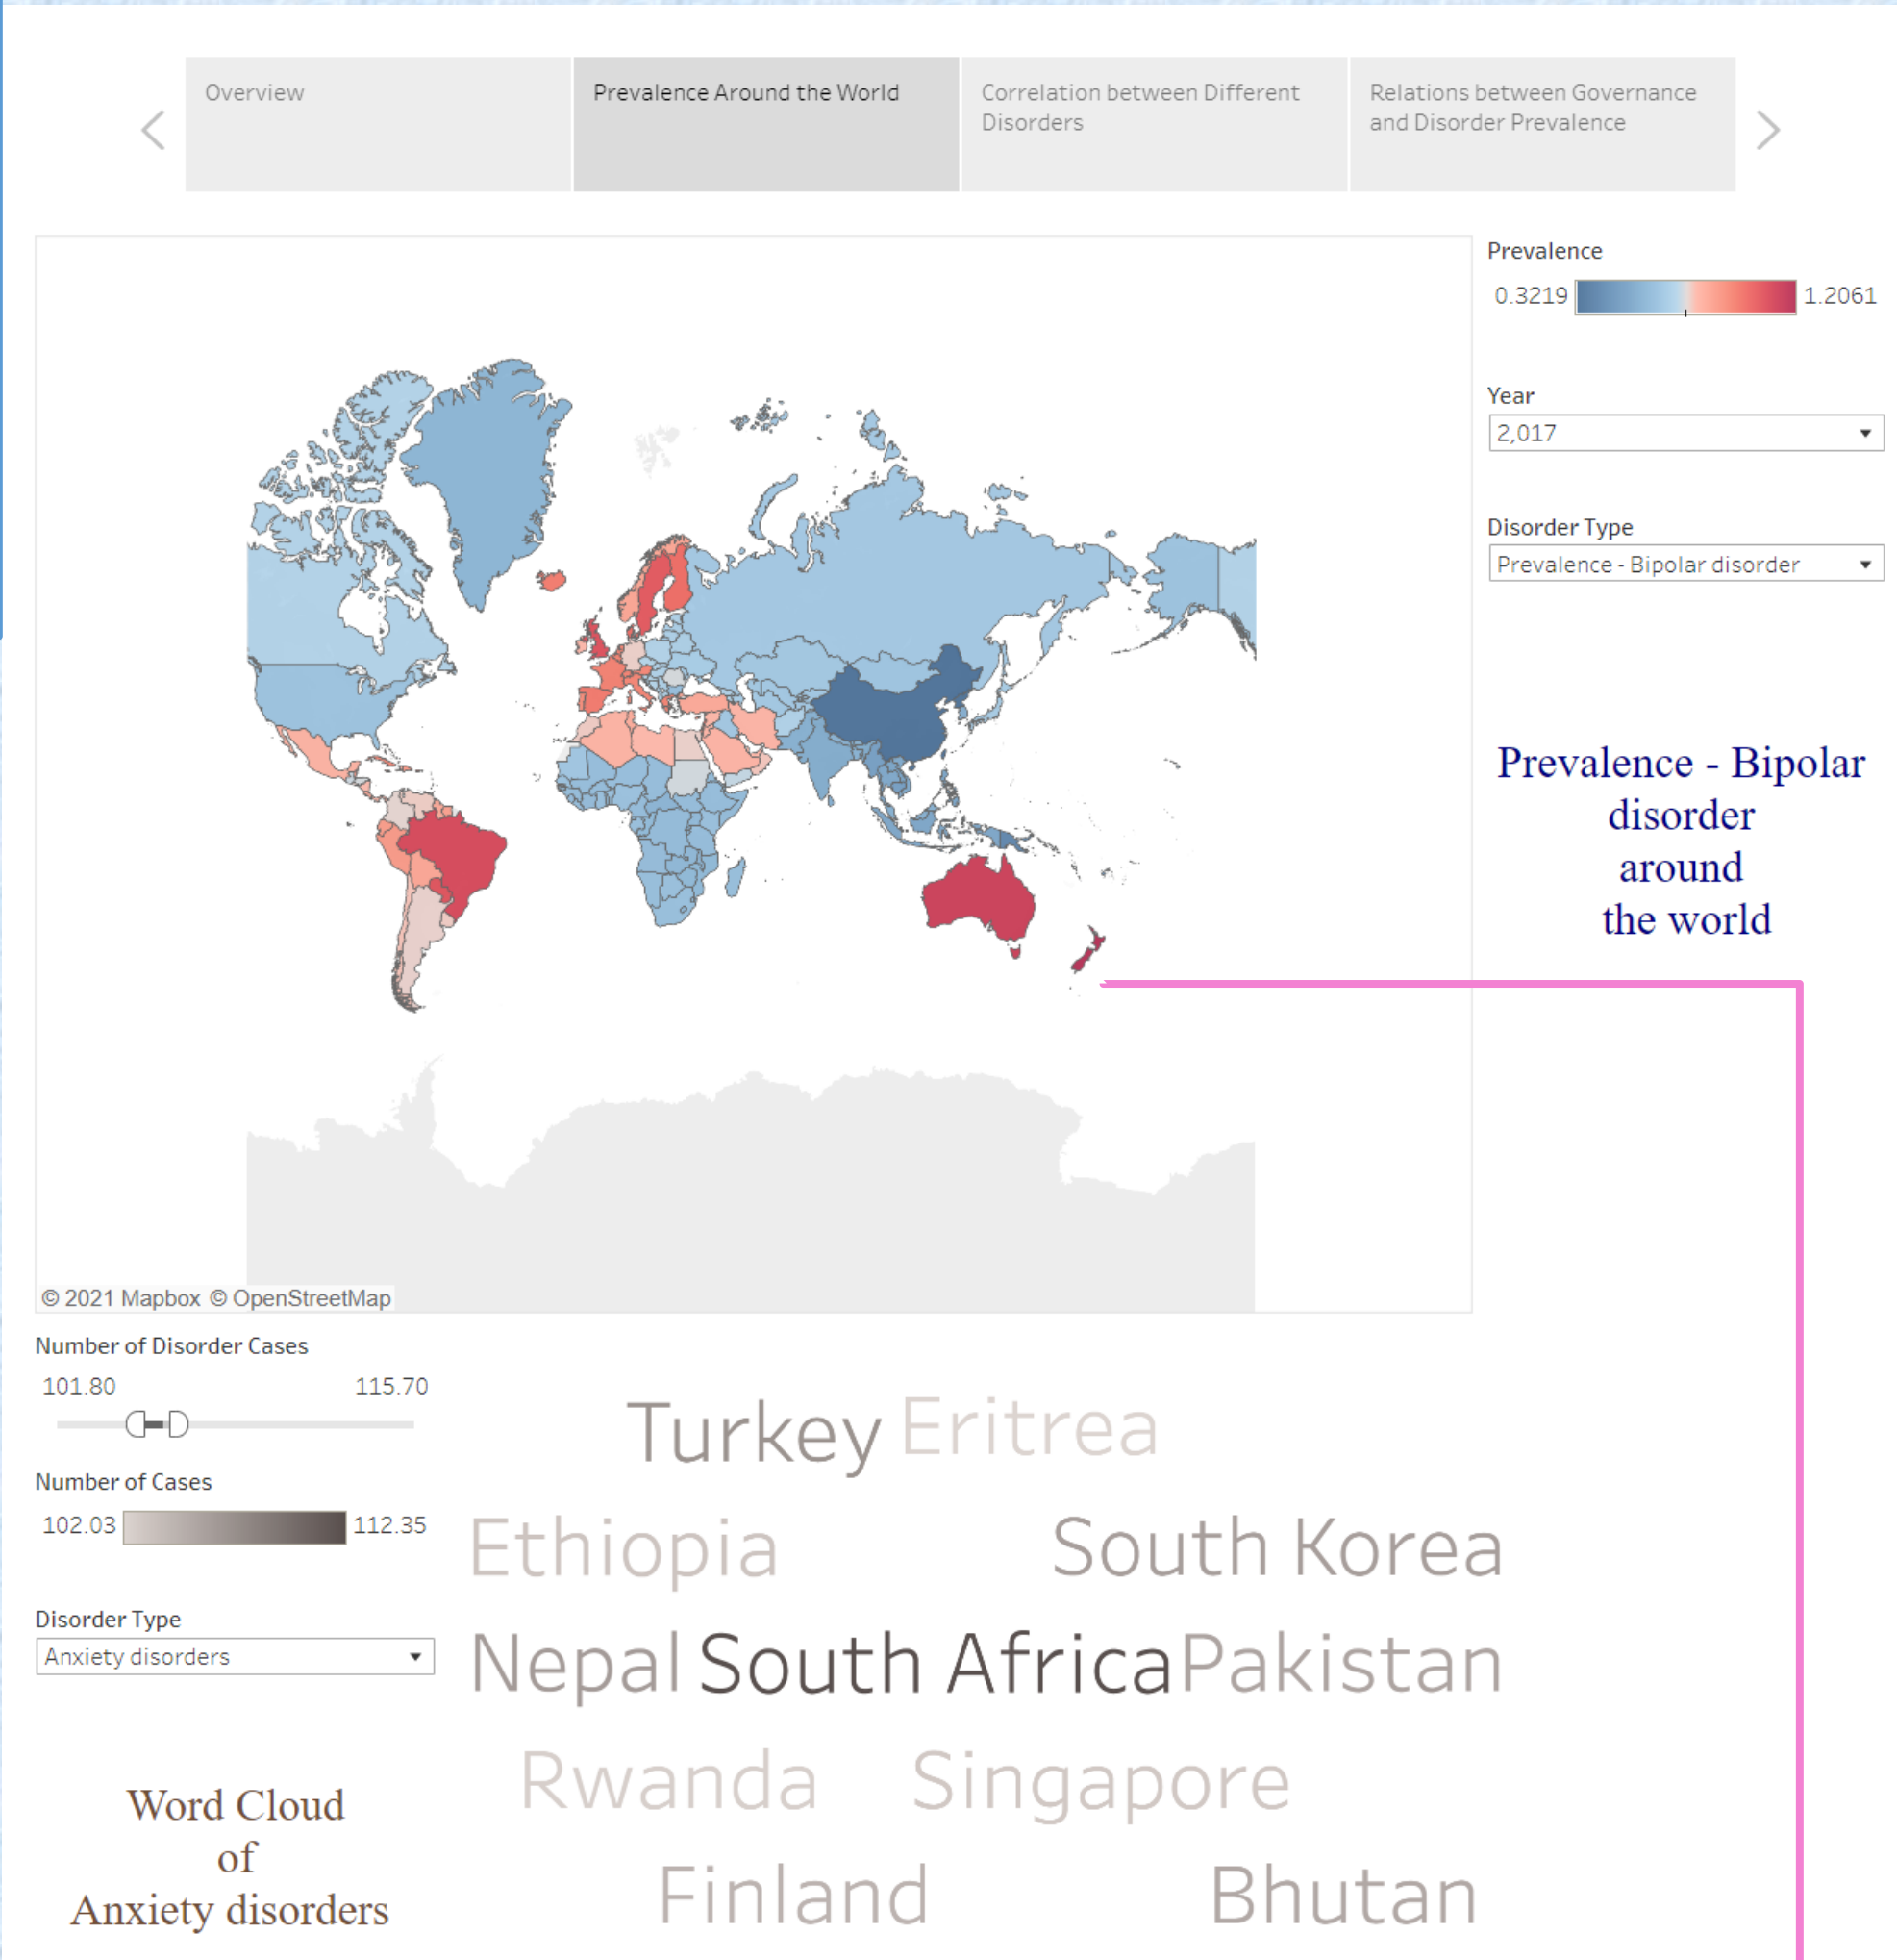 Overview
Prevalence Around the World
Correlation between Different
Disorders
Relations between Governance
and Disorder Prevalence
Prevalence
0.3219
1.2061
Year
2,017
Disorder Type
Prevalence - Bipolar disorder
Prevalence - Bipolar
disorder
around
the world
© 2021 Mapbox © OpenStreetMap
Number of Disorder Cases
101.80
115.70
Number of Cases
102.03
112.35
Disorder Type
Anxiety disorders
Word Cloud
of
Anxiety disorders
Turkey Eritrea
Ethiopia South Korea
Nepal South Africa Pakistan
Rwanda Singapore
Finland Bhutan